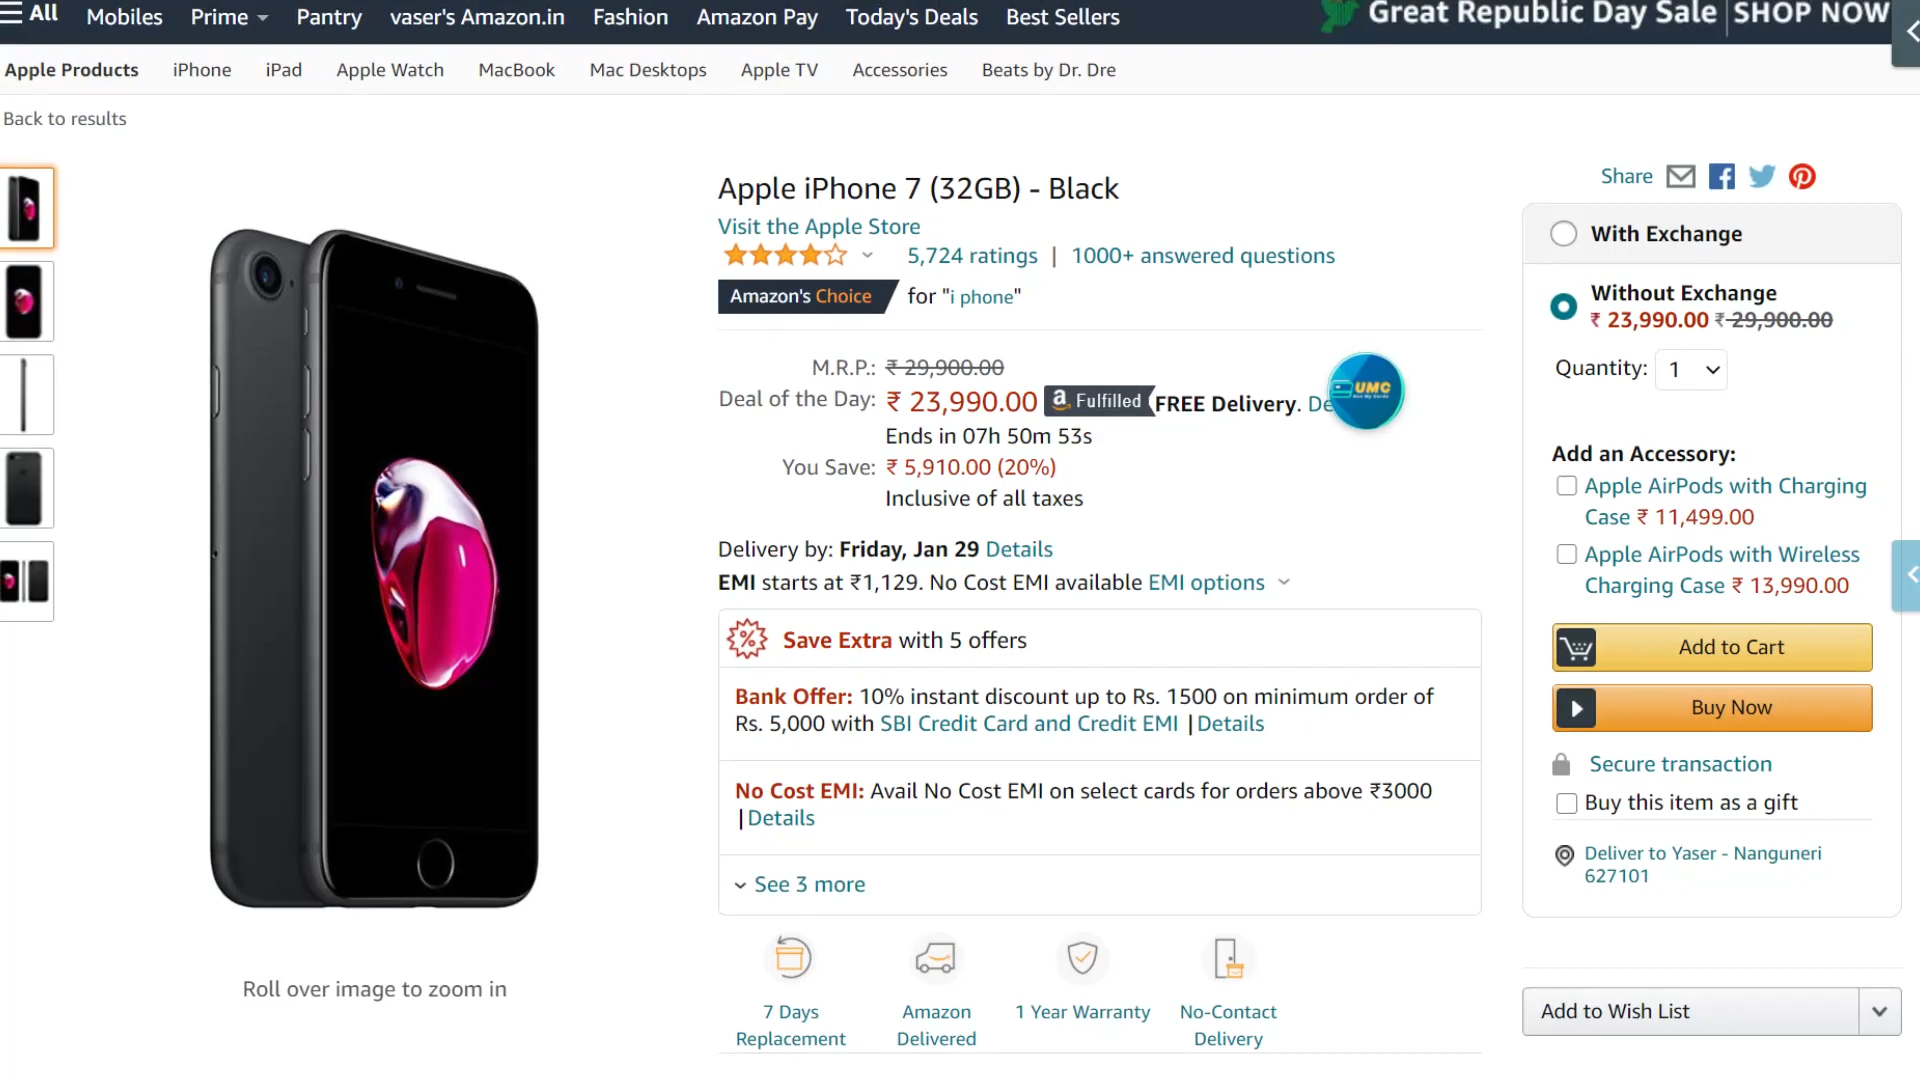 All Mobiles Prime Pantry vaser's Amazon.in Fashion Amazon Pay Today's Deals Best Sellers Great Republic Day Sale | SHOP NOW
Apple Products iPhone iPad Apple Watch MacBook Mac Desktops Apple TV Accessories Beats by Dr. Dre
Back to results
Apple iPhone 7 (32GB) - Black
Visit the Apple Store
5,724 ratings | 1000+ answered questions
Amazon's Choice for "i phone"
M.R.P.: ₹ 29,900.00
Deal of the Day: ₹ 23,990.00 a Fulfilled FREE Delivery. De
UMC
Ends in 07h 50m 53s
You Save: ₹ 5,910.00 (20%)
Inclusive of all taxes
Delivery by: Friday, Jan 29 Details
EMI starts at ₹1,129. No Cost EMI available EMI options
% Save Extra with 5 offers
Bank Offer: 10% instant discount up to Rs. 1500 on minimum order of
Rs. 5,000 with SBI Credit Card and Credit EMI | Details
No Cost EMI: Avail No Cost EMI on select cards for orders above ₹3000
| Details
See 3 more
7 Days
Replacement
Amazon
Delivered
1 Year Warranty
No-Contact
Delivery
Roll over image to zoom in
Share
With Exchange
Without Exchange
₹ 23,990.00 ₹ 29,900.00
Quantity: 1
Add an Accessory:
Apple AirPods with Charging
Case ₹ 11,499.00
Apple AirPods with Wireless
Charging Case ₹ 13,990.00
Add to Cart
Buy Now
Secure transaction
Buy this item as a gift
Deliver to Yaser - Nanguneri
627101
Add to Wish List